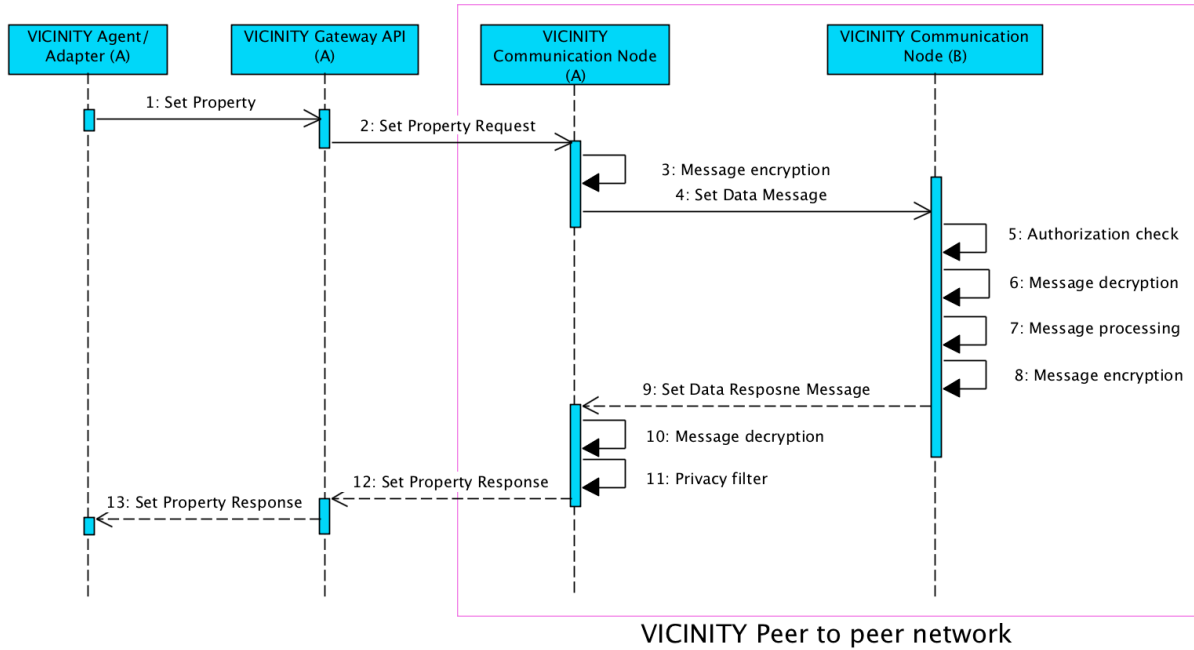 VICINITY Agent/
Adapter (A)
VICINITY Gateway API
(A)
VICINITY
Communication Node
(A)
VICINITY Communication
Node (B)
1: Set Property
2: Set Property Request
3: Message encryption
4: Set Data Message
5: Authorization check
6: Message decryption
7: Message processing
8: Message encryption
9: Set Data Resposne Message
10: Message decryption
11: Privacy filter
12: Set Property Response
13: Set Property Response
VICINITY Peer to peer network